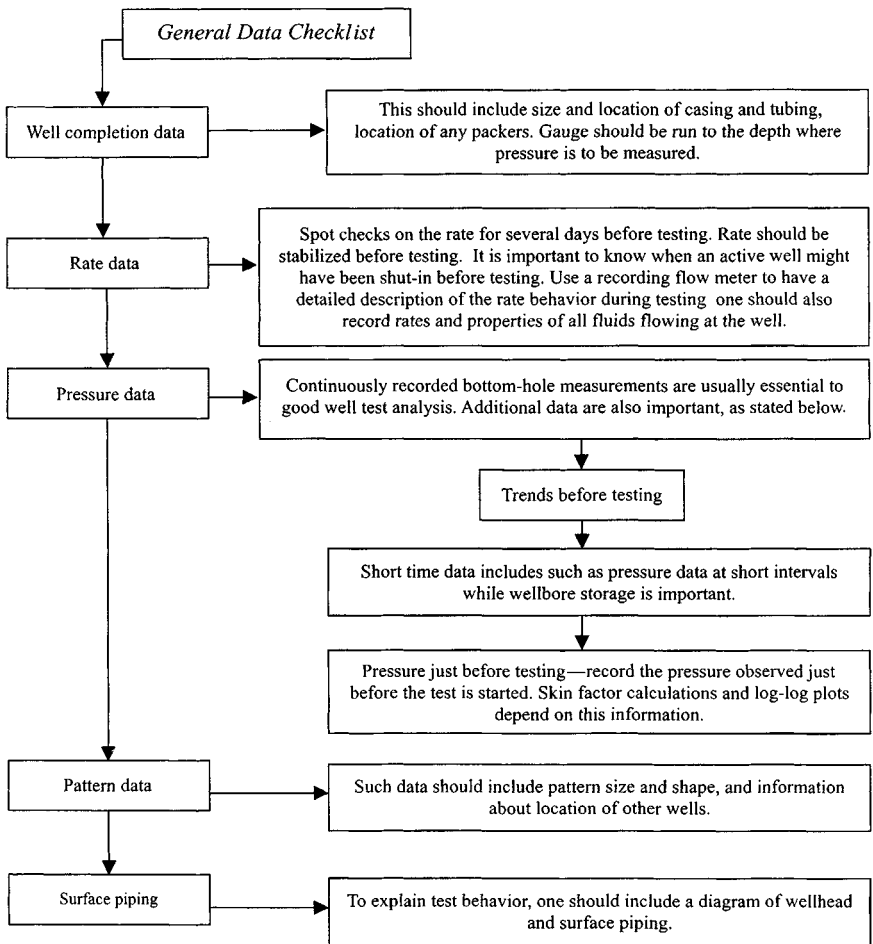 General Data Checklist
Well completion data
This should include size and location of casing and tubing,
location of any packers. Gauge should be run to the depth where
pressure is to be measured.
Rate data
Spot checks on the rate for several days before testing. Rate should be
stabilized before testing. It is important to know when an active well might
have been shut-in before testing. Use a recording flow meter to have a
detailed description of the rate behavior during testing one should also
record rates and properties of all fluids flowing at the well.
Pressure data
Continuously recorded bottom-hole measurements are usually essential to
good well test analysis. Additional data are also important, as stated below.
Trends before testing
Short time data includes such as pressure data at short intervals
while wellbore storage is important.
Pressure just before testing—record the pressure observed just
before the test is started. Skin factor calculations and log-log plots
depend on this information.
Pattern data
Such data should include pattern size and shape, and information
about location of other wells.
Surface piping
To explain test behavior, one should include a diagram of wellhead
and surface piping.